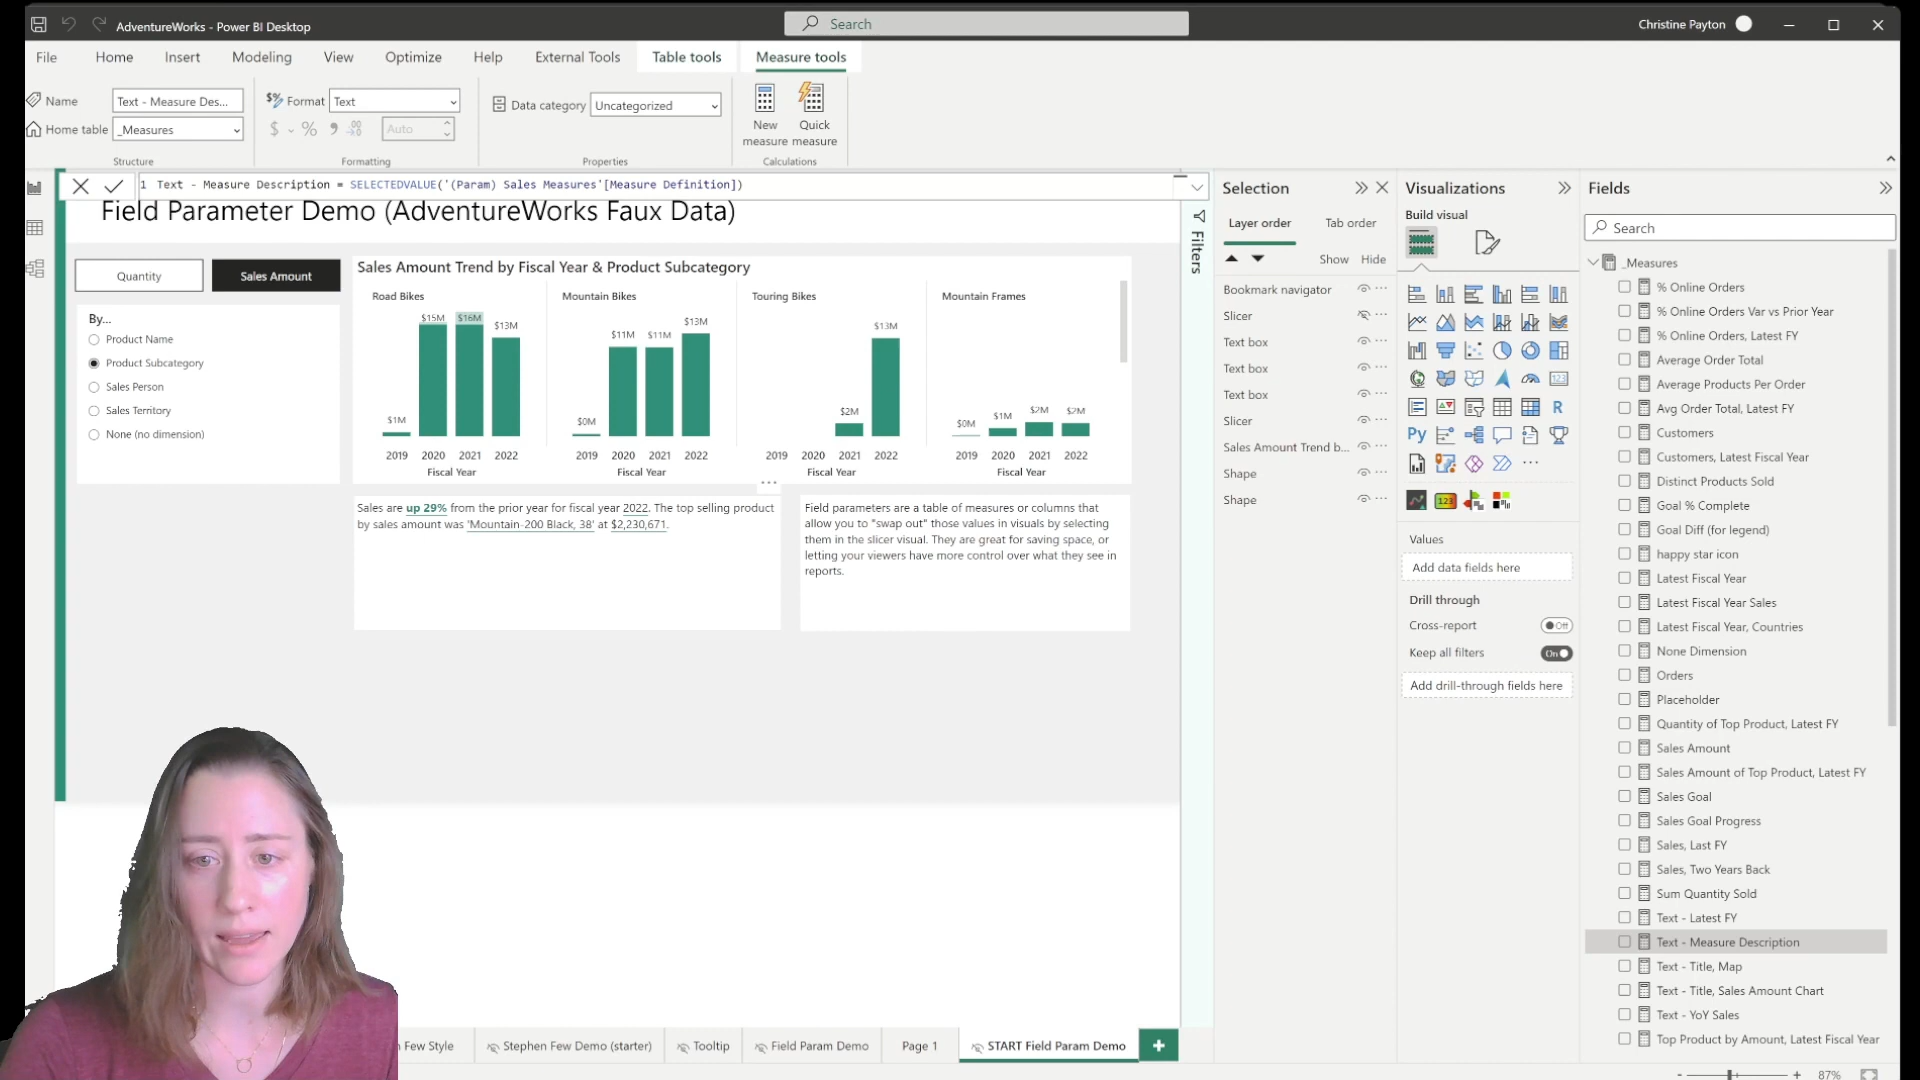 AdventureWorks - Power BI Desktop
Search
Christine Payton
File Home Insert Modeling View Optimize Help External Tools Table tools Measure tools
Name Text - Measure Des...
Home table _Measures
Structure
Format Text
$ % Auto
Formatting
Data category Uncategorized
Properties
New measure
Quick measure
Calculations
1 Text - Measure Description = SELECTEDVALUE('(Param) Sales Measures'[Measure Definition])
Field Parameter Demo (AdventureWorks Faux Data)
Quantity Sales Amount
By...
Product Name
Product Subcategory
Sales Person
Sales Territory
None (no dimension)
Sales Amount Trend by Fiscal Year & Product Subcategory
Road Bikes
$1M $15M $16M $13M
2019 2020 2021 2022
Fiscal Year
Mountain Bikes
$0M $11M $11M $13M
2019 2020 2021 2022
Fiscal Year
Touring Bikes
$2M $13M
2019 2020 2021 2022
Fiscal Year
Mountain Frames
$0M $1M $2M $2M
2019 2020 2021 2022
Fiscal Year
Sales are up 29% from the prior year for fiscal year 2022. The top selling product
by sales amount was 'Mountain-200 Black, 38' at $2,230,671.
Field parameters are a table of measures or columns that
allow you to "swap out" those values in visuals by selecting
them in the slicer visual. They are great for saving space, or
letting your viewers have more control over what they see in
reports.
Filters
Selection
Layer order Tab order
Show Hide
Bookmark navigator
Slicer
Text box
Text box
Text box
Slicer
Sales Amount Trend b...
Shape
Shape
Visualizations
Build visual
123
R
Py
123
Values
Add data fields here
Drill through
Cross-report Off
Keep all filters On
Add drill-through fields here
Fields
Search
_Measures
% Online Orders
% Online Orders Var vs Prior Year
% Online Orders, Latest FY
Average Order Total
Average Products Per Order
Avg Order Total, Latest FY
Customers
Customers, Latest Fiscal Year
Distinct Products Sold
Goal % Complete
Goal Diff (for legend)
happy star icon
Latest Fiscal Year
Latest Fiscal Year Sales
Latest Fiscal Year, Countries
None Dimension
Orders
Placeholder
Quantity of Top Product, Latest FY
Sales Amount
Sales Amount of Top Product, Latest FY
Sales Goal
Sales Goal Progress
Sales, Last FY
Sales, Two Years Back
Sum Quantity Sold
Text - Latest FY
Text - Measure Description
Text - Title, Map
Text - Title, Sales Amount Chart
Text - YoY Sales
Top Product by Amount, Latest Fiscal Year
Few Style Stephen Few Demo (starter) Tooltip Field Param Demo Page 1 START Field Param Demo +
- + 87%